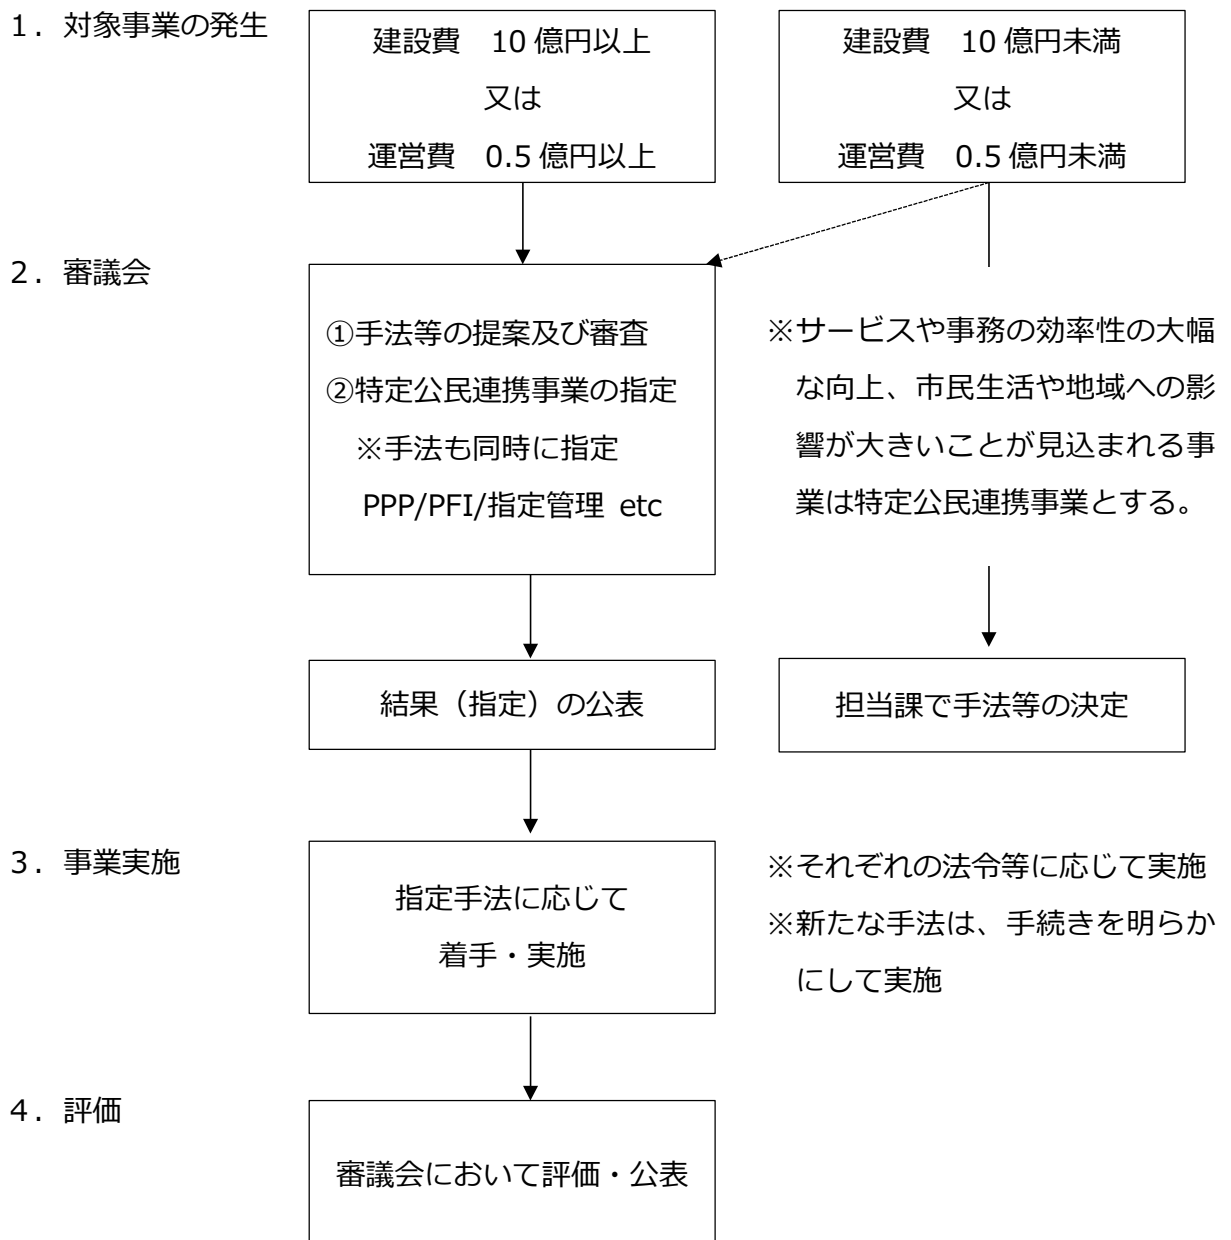 1．対象事業の発生
建設費　10 億円以上
又は
運営費　0.5 億円以上
建設費　10 億円未満
又は
運営費　0.5 億円未満
2．審議会
①手法等の提案及び審査
②特定公民連携事業の指定
※手法も同時に指定
PPP/PFI/指定管理 etc
※サービスや事務の効率性の大幅
な向上、市民生活や地域への影
響が大きいことが見込まれる事
業は特定公民連携事業とする。
結果（指定）の公表
担当課で手法等の決定
3．事業実施
指定手法に応じて
着手・実施
※それぞれの法令等に応じて実施
※新たな手法は、手続きを明らか
にして実施
4．評価
審議会において評価・公表